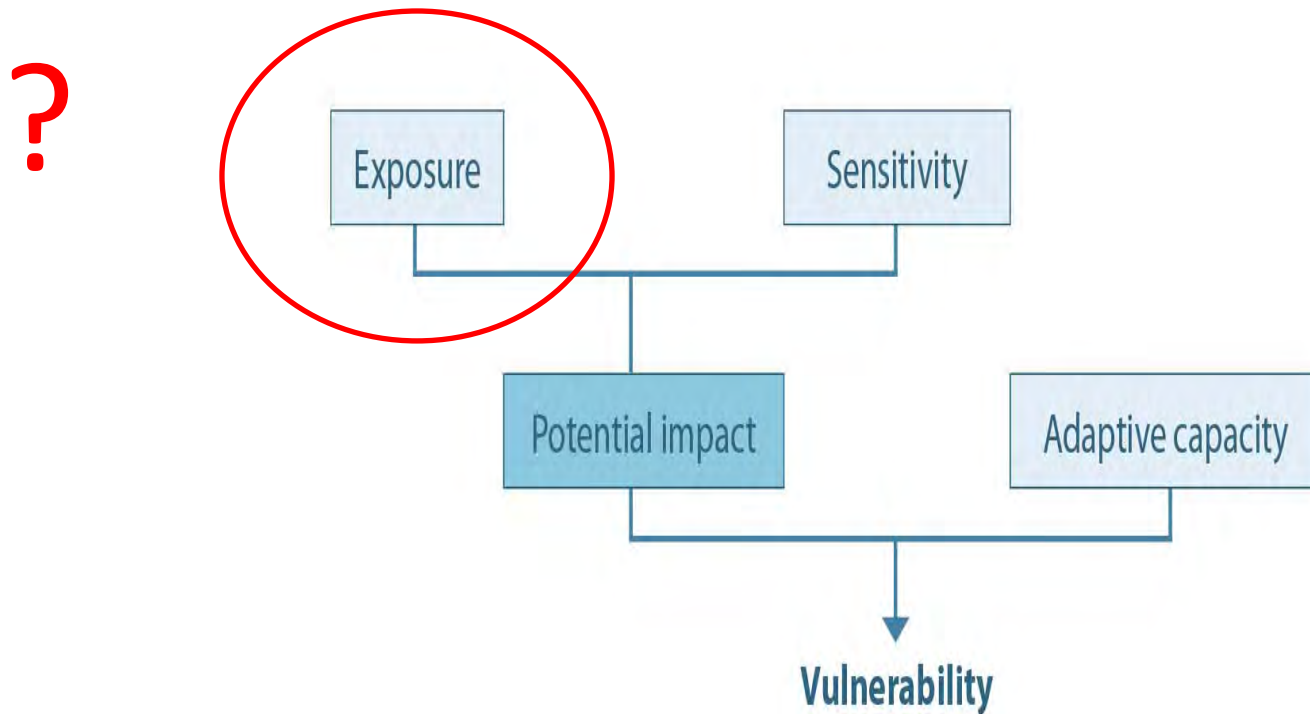 ?
Exposure
Sensitivity
Potential impact
Adaptive capacity
Vulnerability